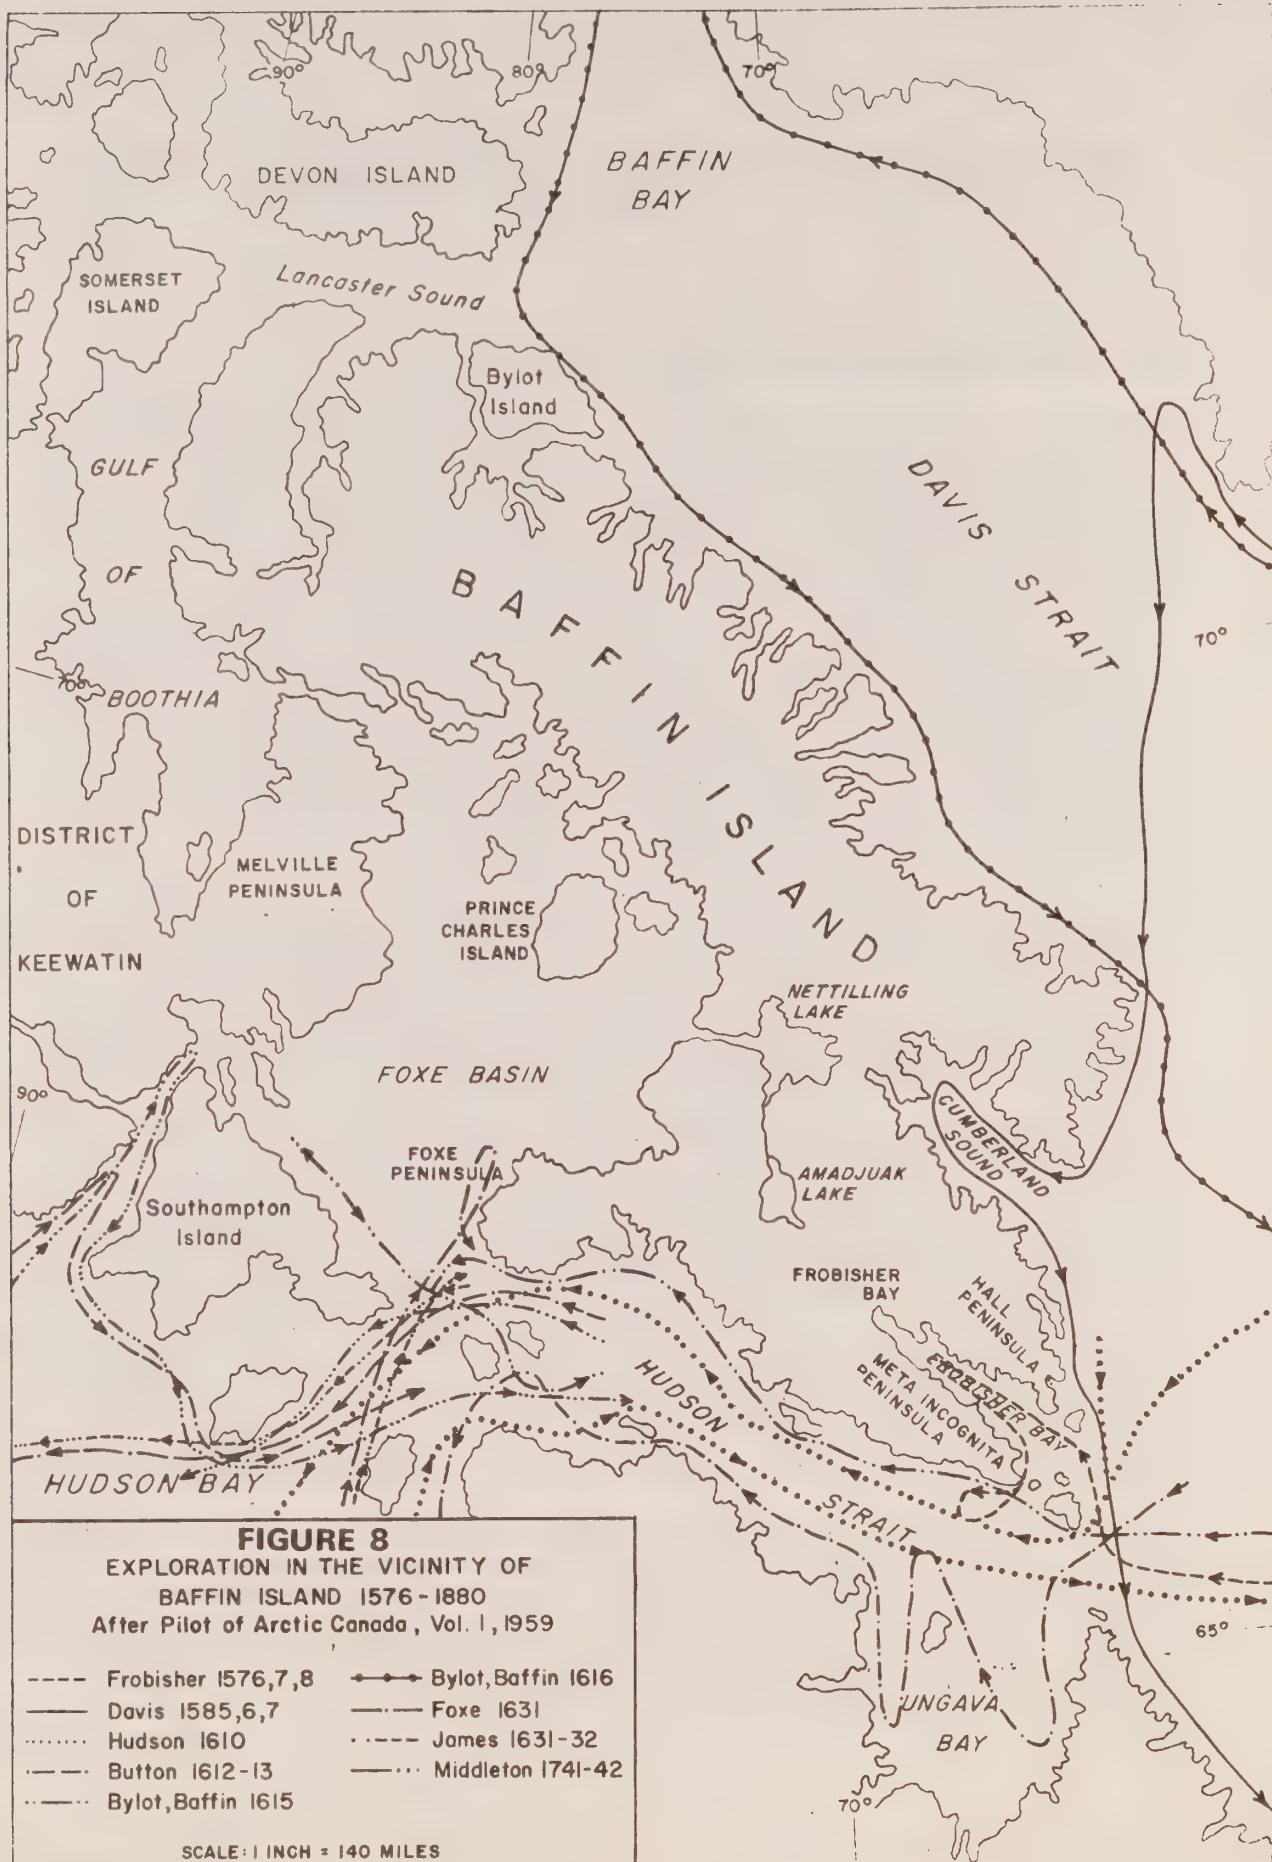 90°
80°
70°
BAFFIN
BAY
DEVON ISLAND
SOMERSET
ISLAND
Lancaster Sound
Bylot
Island
GULF
OF
BOOTHIA
DAVIS
STRAIT
70°
70°
BAFFIN ISLAND
DISTRICT
OF
KEEWATIN
MELVILLE
PENINSULA
PRINCE
CHARLES
ISLAND
NETTILLING
LAKE
FOXE BASIN
90°
CUMBERLAND
SOUND
FOXE
PENINSULA
AMADJUAK
LAKE
Southampton
Island
FROBISHER
BAY
HALL
PENINSULA
FROBISHER BAY
META INCOGNITA
PENINSULA
HUDSON
STRAIT
HUDSON BAY
65°
UNGAVA
BAY
70°
FIGURE 8
EXPLORATION IN THE VICINITY OF
BAFFIN ISLAND 1576-1880
After Pilot of Arctic Canada, Vol. 1, 1959
Frobisher 1576,7,8
Davis 1585,6,7
Hudson 1610
Button 1612-13
Bylot, Baffin 1615
Bylot, Baffin 1616
Foxe 1631
James 1631-32
Middleton 1741-42
SCALE: 1 INCH = 140 MILES